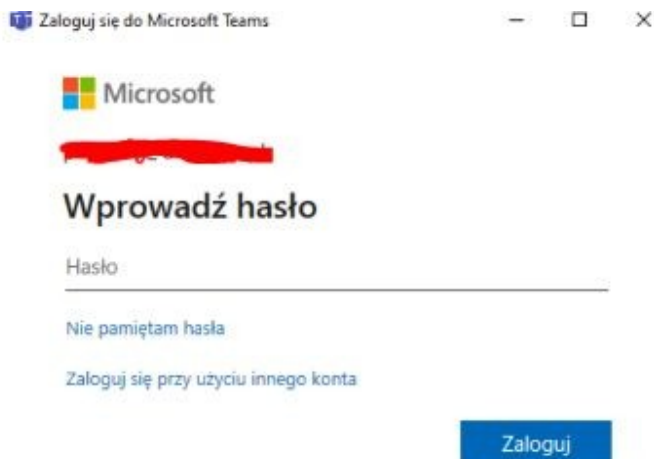 Zaloguj się do Microsoft Teams
Microsoft
Wprowadź hasło
Hasło
Nie pamiętam hasła
Zaloguj się przy użyciu innego konta
Zaloguj